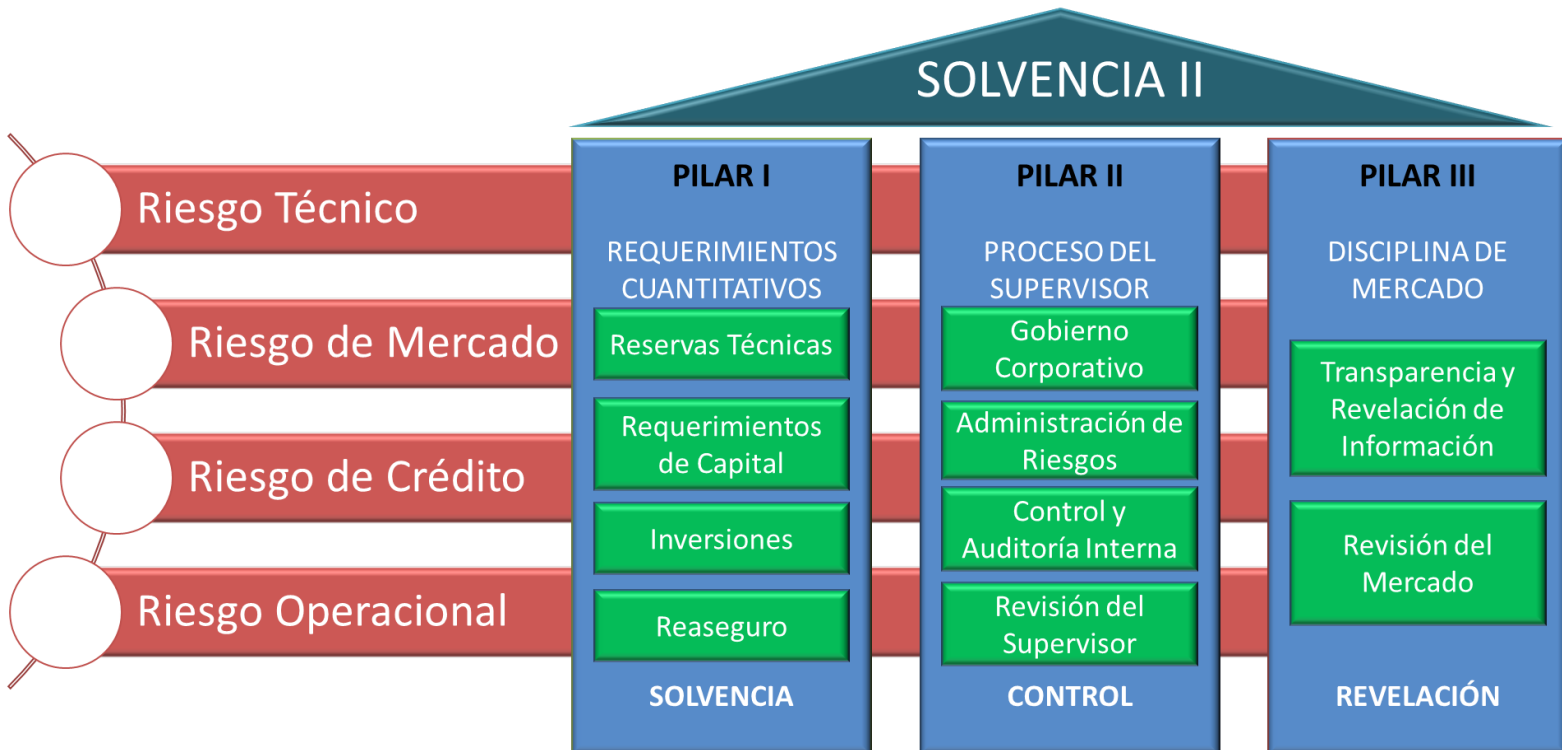 SOLVENCIA II
Riesgo Técnico
Riesgo de Mercado
Riesgo de Crédito
Riesgo Operacional
PILAR I
REQUERIMIENTOS
CUANTITATIVOS
Reservas Técnicas
Requerimientos
de Capital
Inversiones
Reaseguro
SOLVENCIA
PILAR II
PROCESO DEL
SUPERVISOR
Gobierno
Corporativo
Administración de
Riesgos
Control y
Auditoría Interna
Revisión del
Supervisor
CONTROL
PILAR III
DISCIPLINA DE
MERCADO
Transparencia y
Revelación de
Información
Revisión del
Mercado
REVELACIÓN